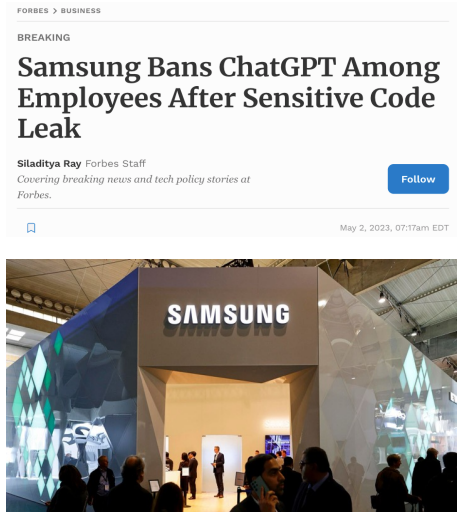 FORBES > BUSINESS
BREAKING
Samsung Bans ChatGPT Among
Employees After Sensitive Code
Leak
Siladitya Ray Forbes Staff
Covering breaking news and tech policy stories at
Forbes.
Follow
May 2, 2023, 07:17am EDT
SAMSUNG